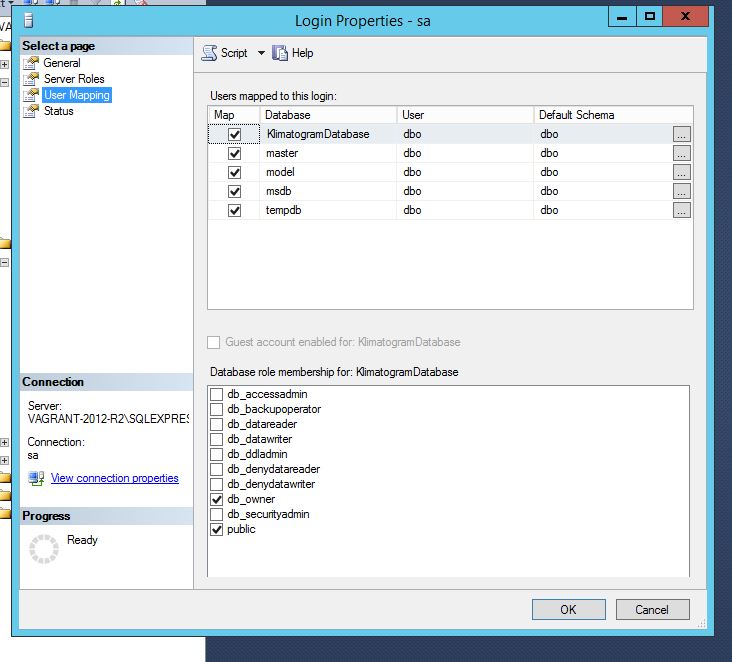 Login Properties - sa
Select a page
General
Server Roles
User Mapping
Status
Script
Help
Users mapped to this login:
Map Database User Default Schema
KlimatogramDatabase dbo dbo ...
master dbo dbo ...
model dbo dbo ...
msdb dbo dbo ...
tempdb dbo dbo ...
Guest account enabled for: KlimatogramDatabase
Database role membership for: KlimatogramDatabase
db_accessadmin
db_backupoperator
db_datareader
db_datawriter
db_ddladmin
db_denydatareader
db_denydatawriter
db_owner
db_securityadmin
public
Connection
Server:
VAGRANT-2012-R2\SQLEXPRES
Connection:
sa
View connection properties
Progress
Ready
OK Cancel